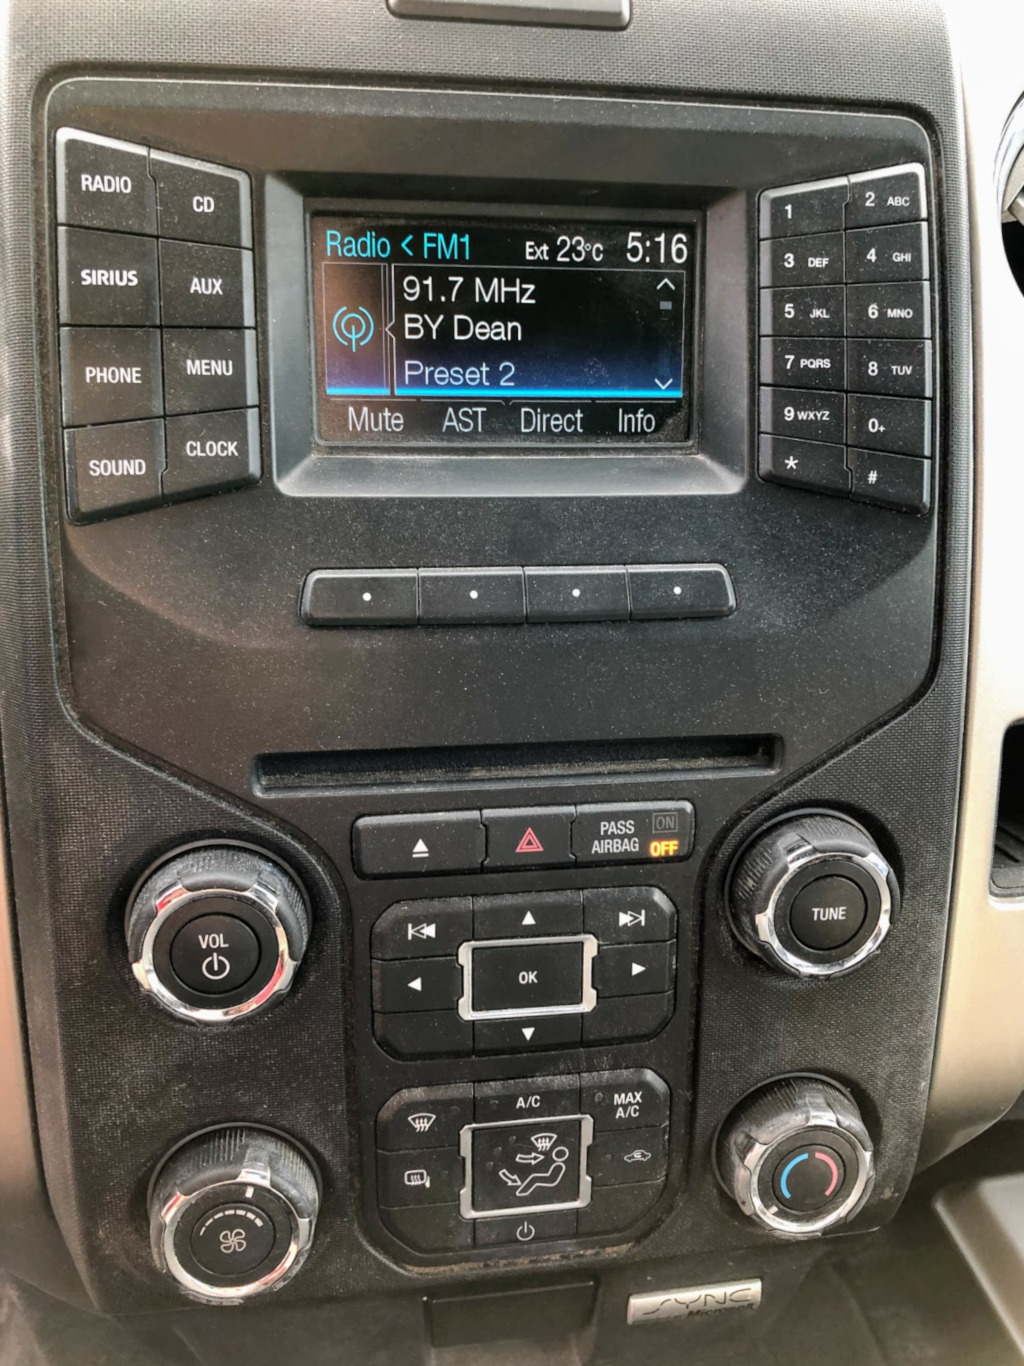 RADIO
CD
SIRIUS
AUX
PHONE
MENU
SOUND
CLOCK
Radio < FM1 Ext 23°C 5:16
91.7 MHz
BY Dean
Preset 2
Mute AST Direct Info
1
2 ABC
3 DEF
4 GHI
5 JKL
6 MNO
7 PQRS
8 TUV
9 WXYZ
0+
*
#
PASS
AIRBAG
ON
OFF
VOL
TUNE
OK
A/C
MAX
A/C
SYNC
Microsoft